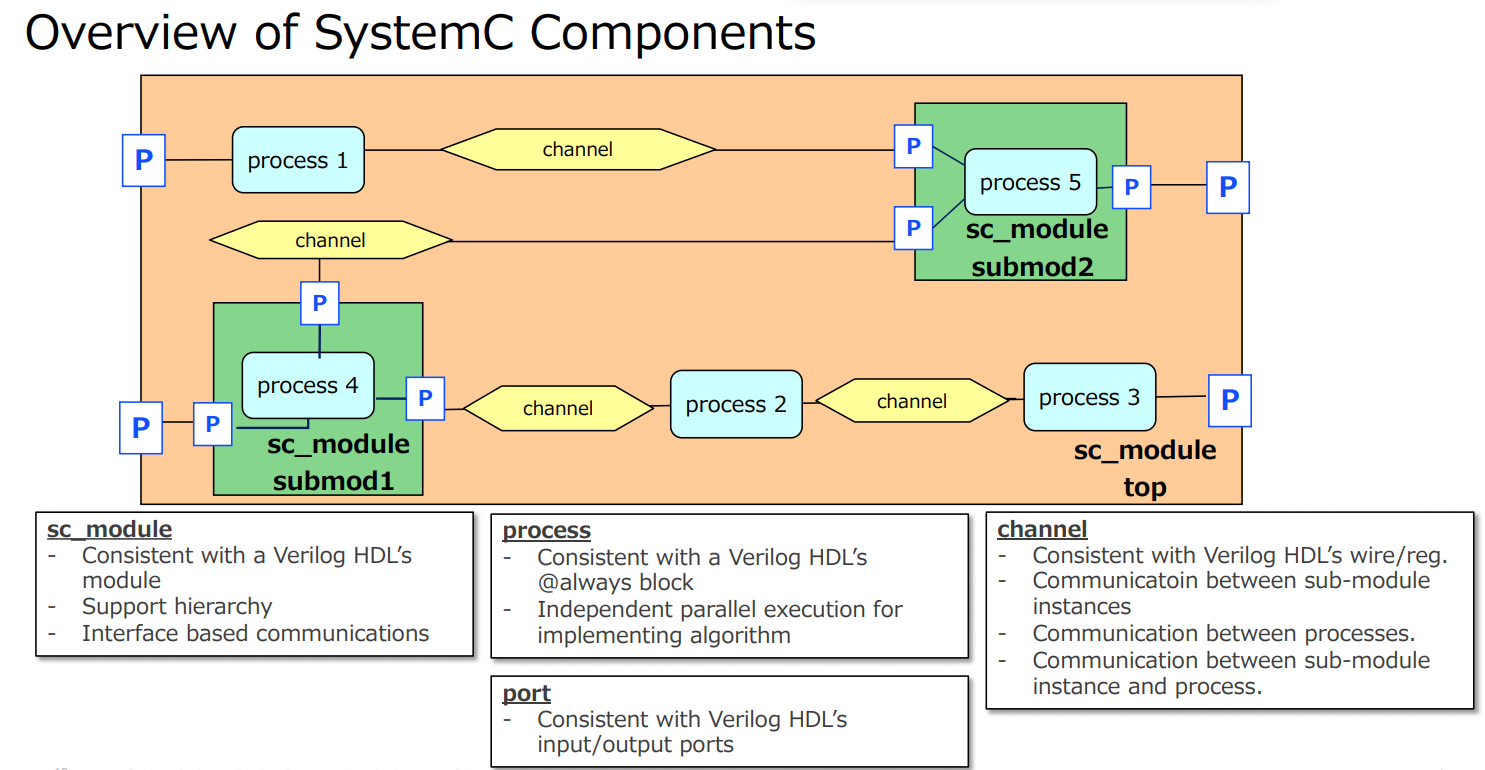 Overview of SystemC Components
P
process 1
channel
P
process 5
P
P
P
sc_module
submod2
channel
P
process 4
P
P
P
sc_module
submod1
channel
process 2
channel
process 3
P
sc_module
top
sc_module
- Consistent with a Verilog HDL’s
module
- Support hierarchy
- Interface based communications
process
- Consistent with a Verilog HDL’s
@always block
- Independent parallel execution for
implementing algorithm
port
- Consistent with Verilog HDL’s
input/output ports
channel
- Consistent with Verilog HDL’s wire/reg.
- Communicatoin between sub-module
instances
- Communication between processes.
- Communication between sub-module
instance and process.